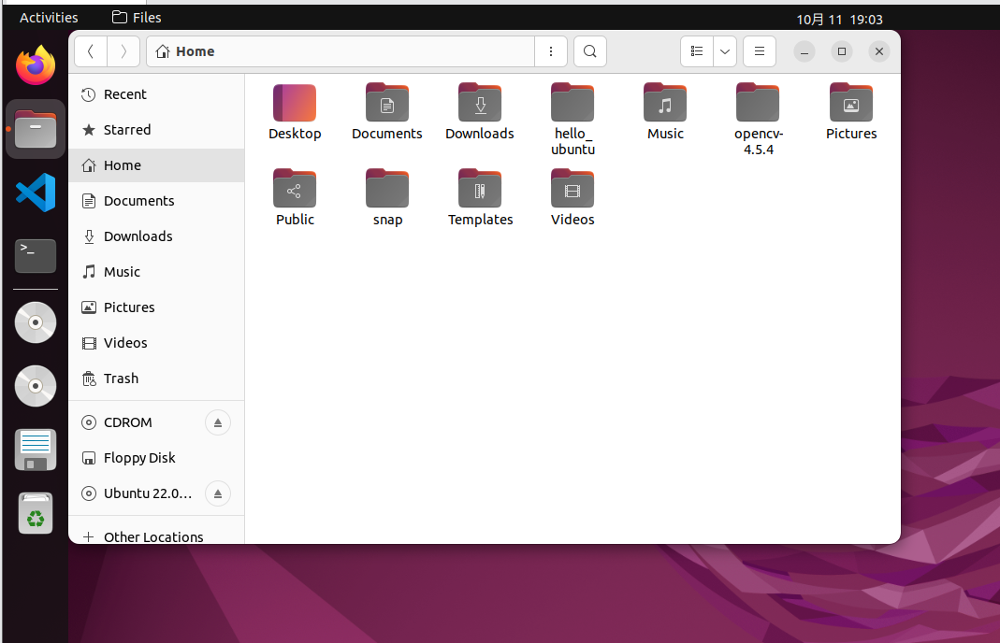 Activities
Files
10月 11 19:03
Home
Recent
Starred
Home
Documents
Downloads
Music
Pictures
Videos
Trash
CDROM
Floppy Disk
Ubuntu 22.0...
Other Locations
Desktop
Documents
Downloads
hello_
ubuntu
Music
opencv-
4.5.4
Pictures
Public
snap
Templates
Videos